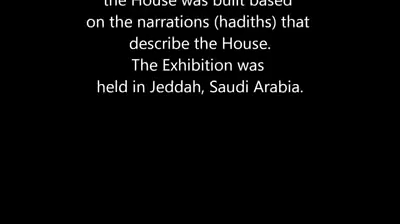 the House was built based
on the narrations (hadiths) that
describe the House.
The Exhibition was
held in Jeddah, Saudi Arabia.